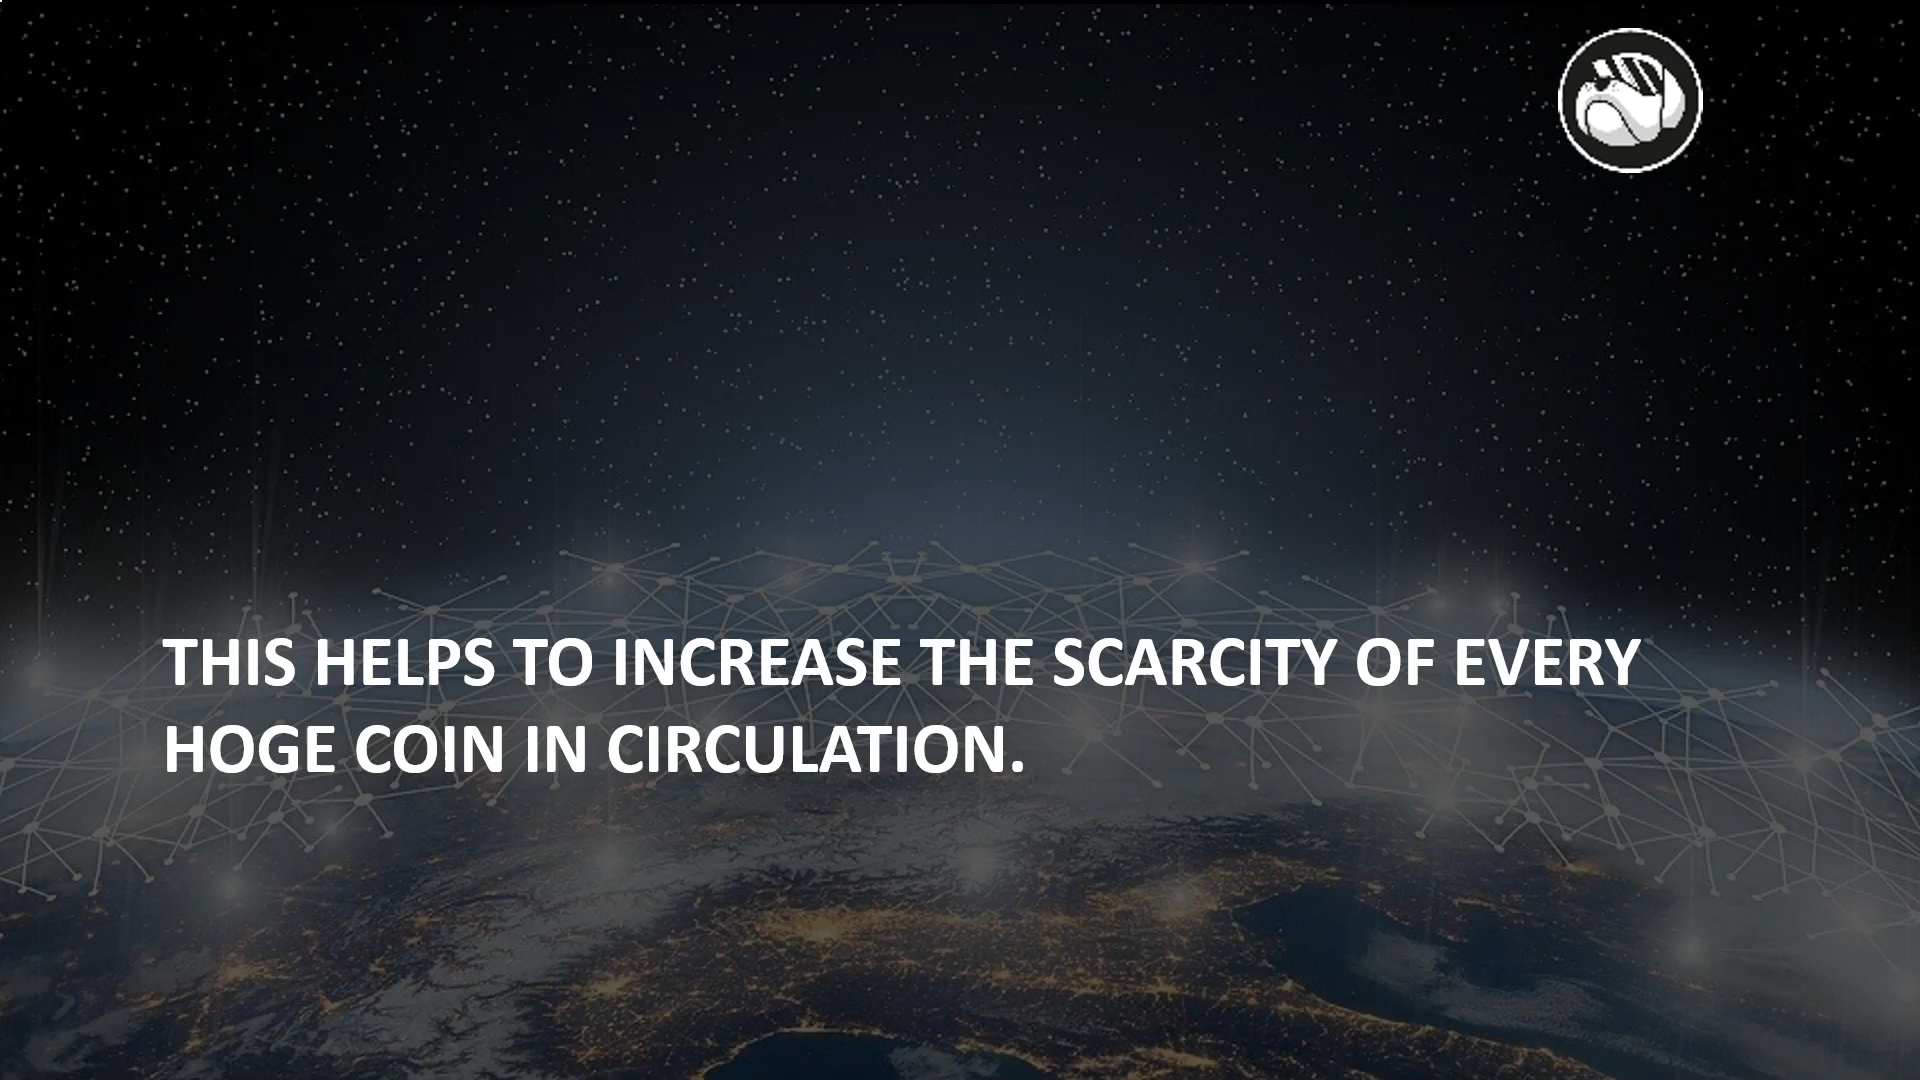 THIS HELPS TO INCREASE THE SCARCITY OF EVERY
HOGE COIN IN CIRCULATION.